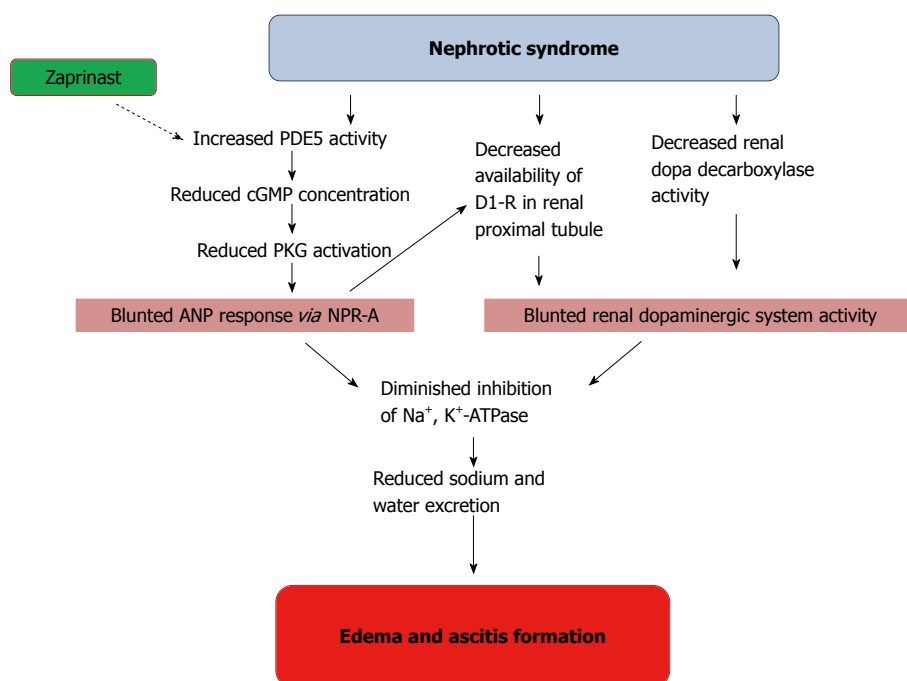 Nephrotic syndrome
Zaprinast
Increased PDE5 activity
Reduced cGMP concentration
Reduced PKG activation
Blunted ANP response via NPR-A
Decreased
availability of
D1-R in renal
proximal tubule
Decreased renal
dopa decarboxylase
activity
Blunted renal dopaminergic system activity
Diminished inhibition
of Na⁺, K⁺-ATPase
Reduced sodium and
water excretion
Edema and ascitis formation